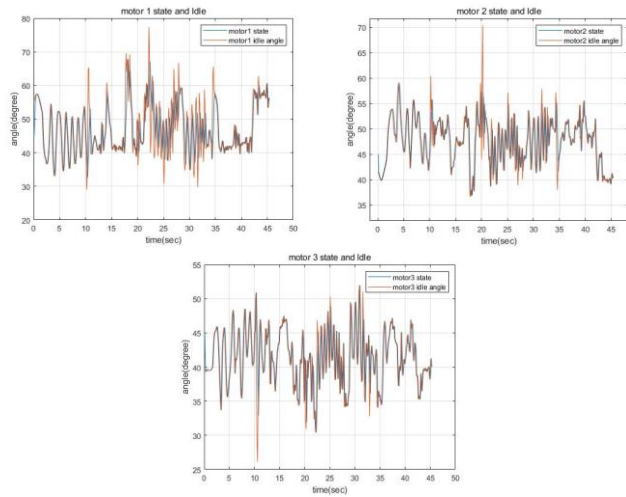 motor 1 state and Idle
motor1 state
motor1 idle angle
angle(degree)
80
70
60
50
40
30
20
0 5 10 15 20 25 30 35 40 45 50
time(sec)
motor 2 state and Idle
motor2 state
motor2 idle angle
angle(degree)
70
65
60
55
50
45
40
35
0 5 10 15 20 25 30 35 40 45 50
time(sec)
motor 3 state and Idle
motor3 state
motor3 idle angle
angle(degree)
55
50
45
40
35
30
25
0 5 10 15 20 25 30 35 40 45 50
time(sec)